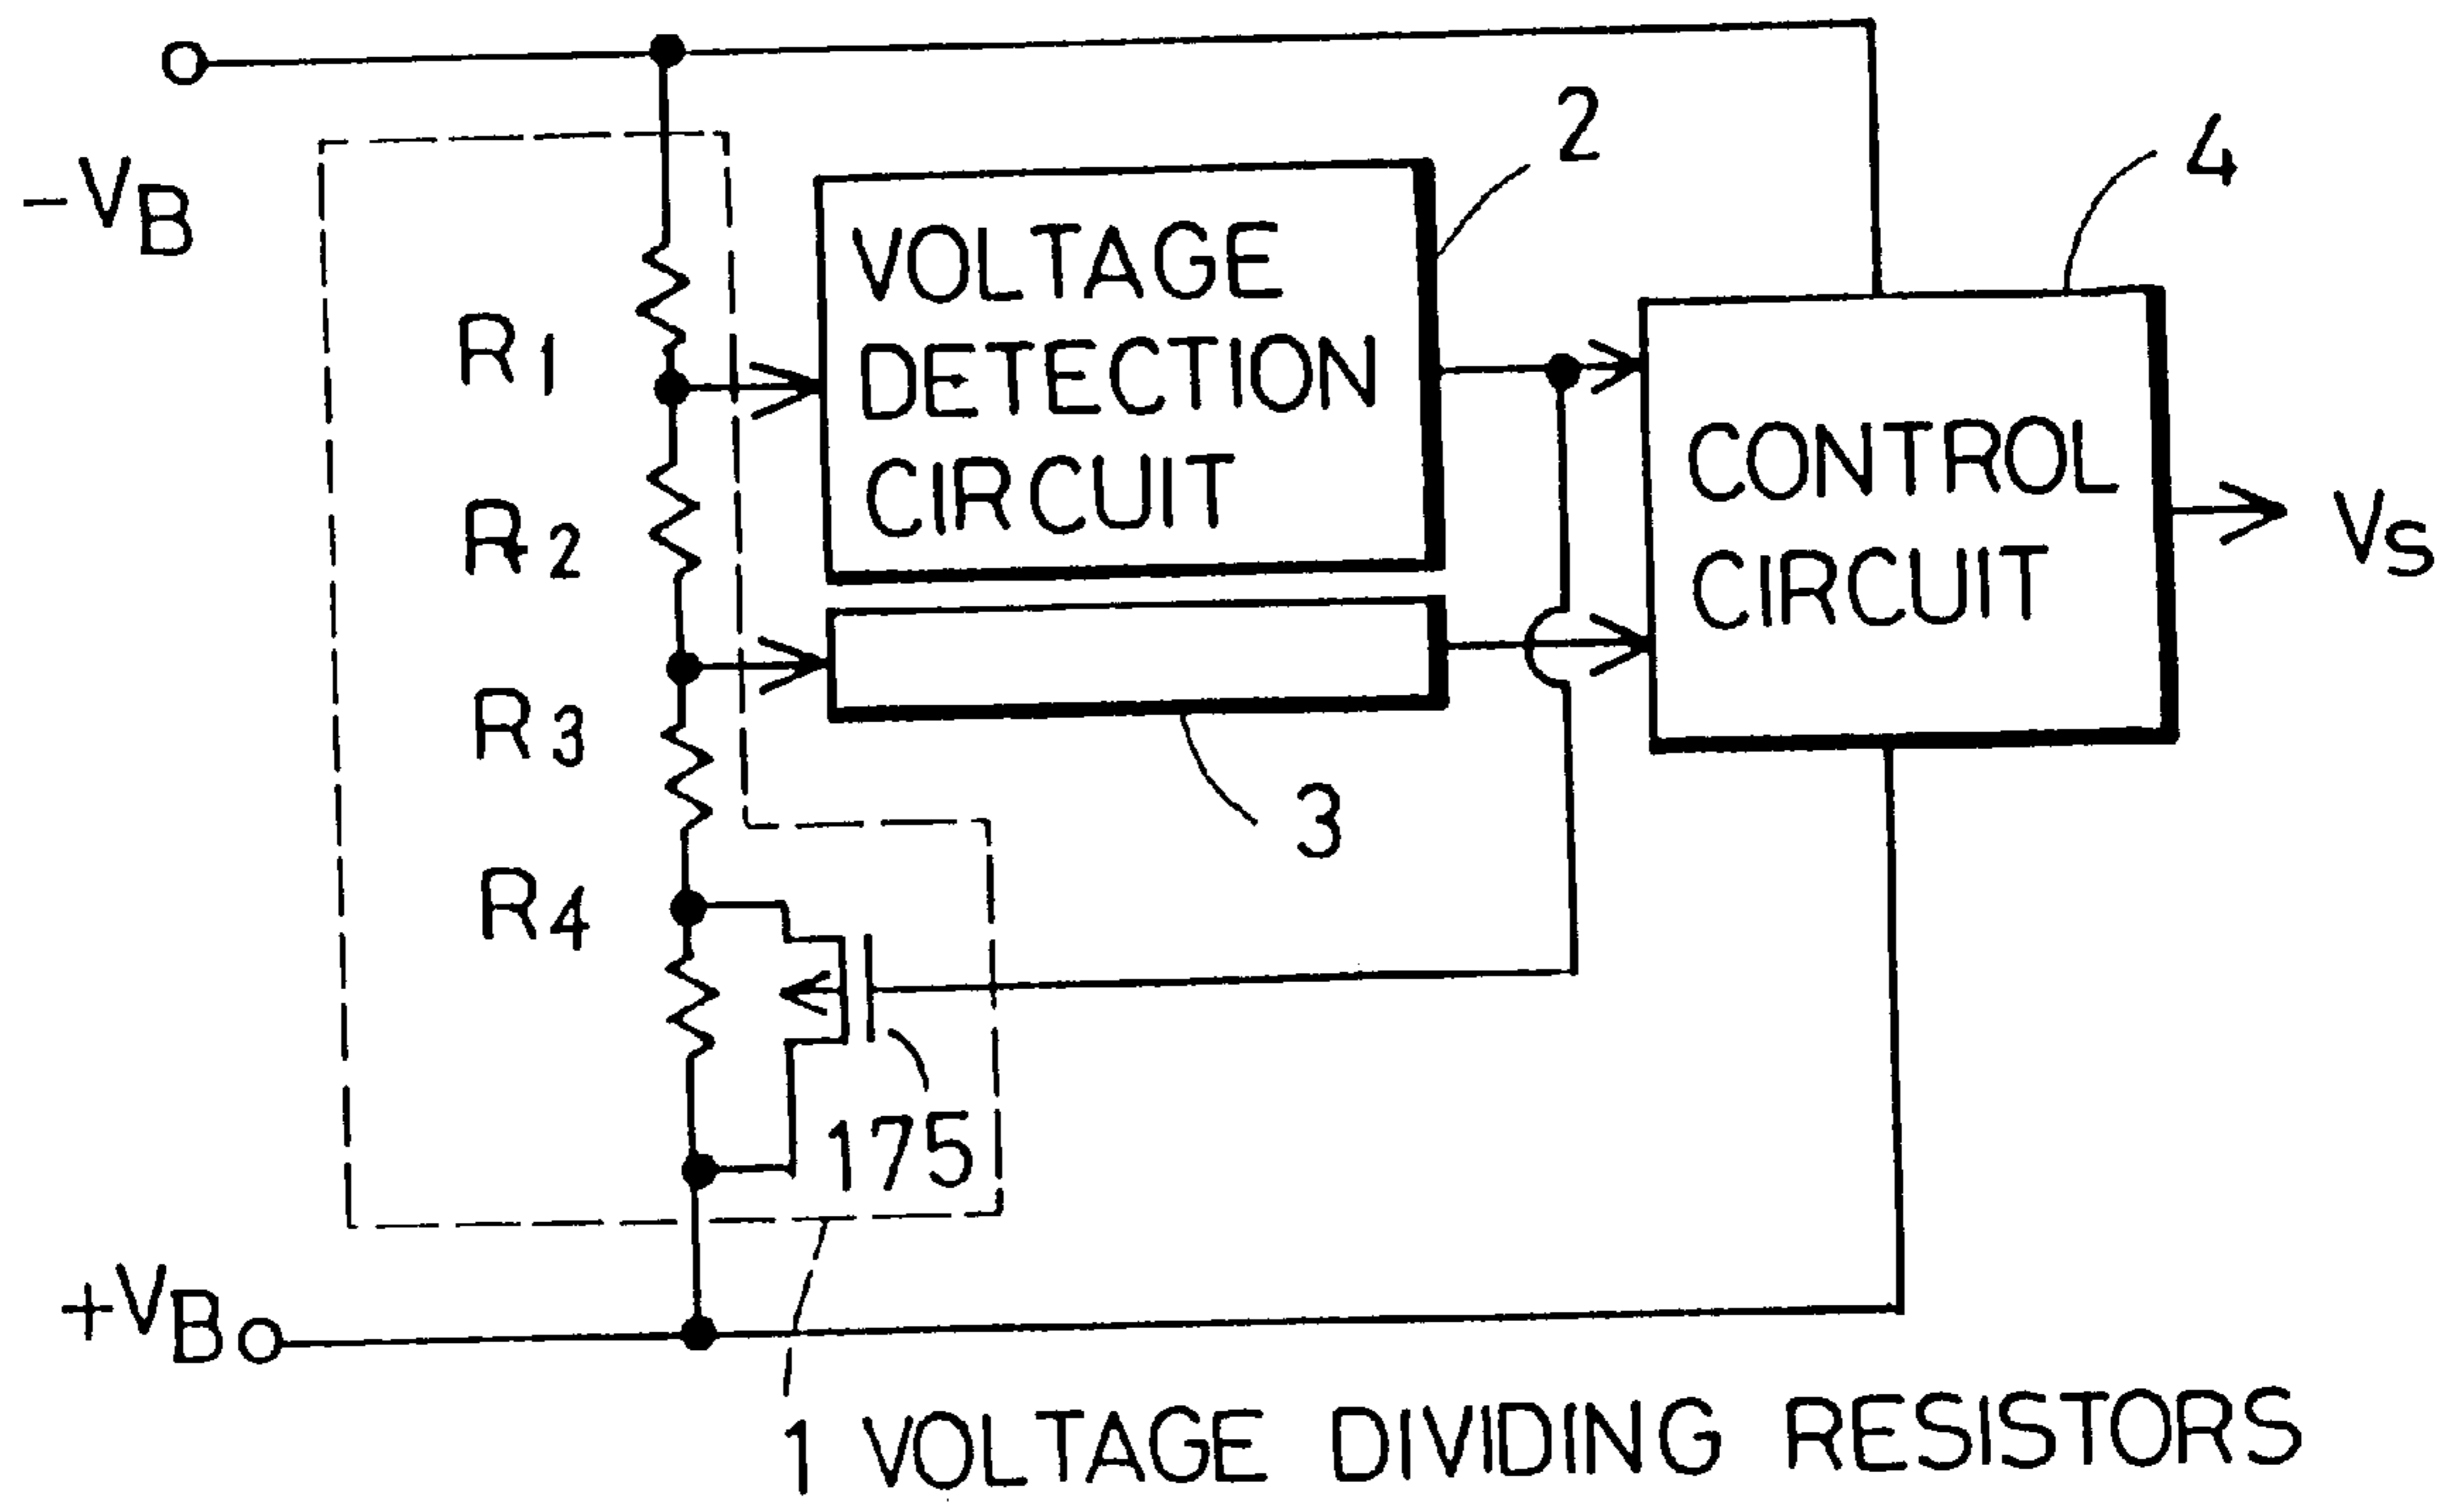 2
4
-VB
VOLTAGE
DETECTION
CIRCUIT
R1
CONTROL
CIRCUIT
R2
VS
R3
3
R4
175
+VB
1 VOLTAGE DIVIDING RESISTORS